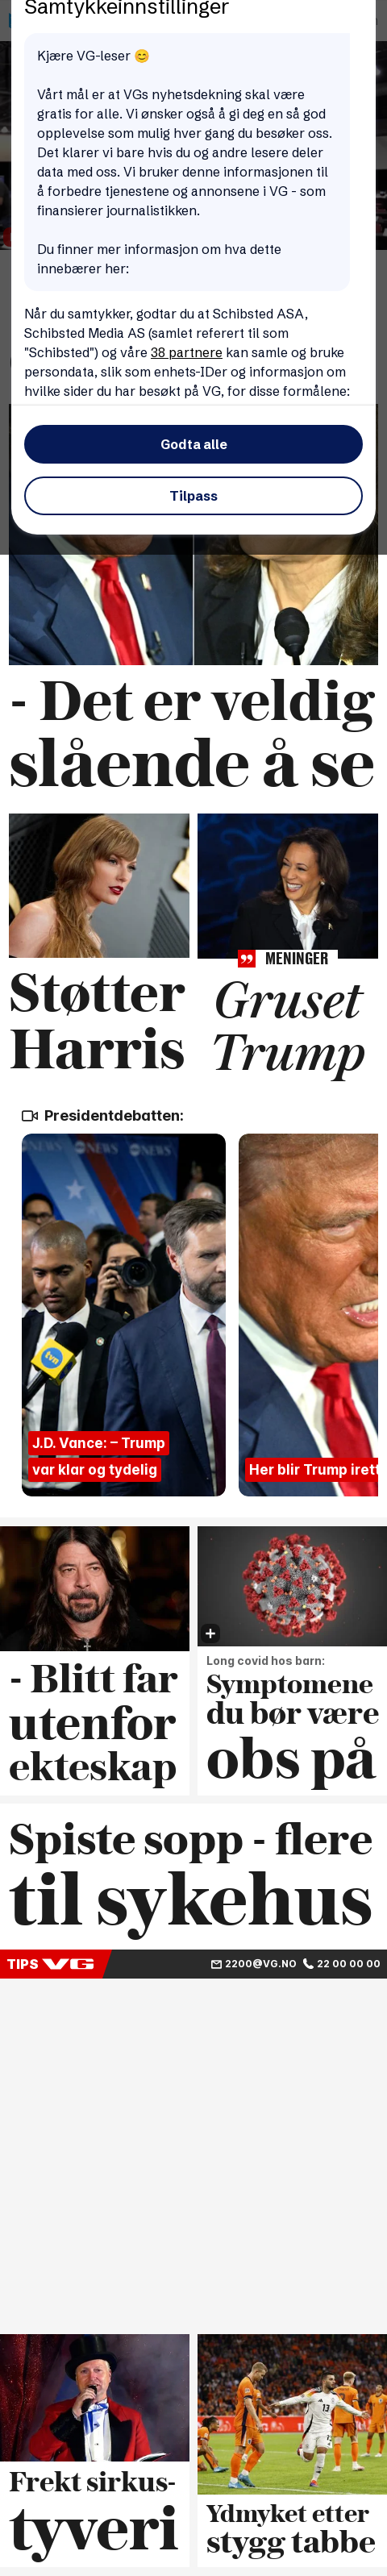 Samtykkeinnstillinger
Kjære VG-leser 😊
Vårt mål er at VGs nyhetsdekning skal være
gratis for alle. Vi ønsker også å gi deg en så god
opplevelse som mulig hver gang du besøker oss.
Det klarer vi bare hvis du og andre lesere deler
data med oss. Vi bruker denne informasjonen til
å forbedre tjenestene og annonsene i VG - som
finansierer journalistikken.
Du finner mer informasjon om hva dette
innebærer her:
Når du samtykker, godtar du at Schibsted ASA,
Schibsted Media AS (samlet referert til som
"Schibsted") og våre 38 partnere kan samle og bruke
persondata, slik som enhets-IDer og informasjon om
hvilke sider du har besøkt på VG, for disse formålene:
Godta alle
Tilpass
- Det er veldig
slående å se
Støtter
Harris
MENINGER
Gruset
Trump
Presidentdebatten:
NEWS
abc NEWS
tvn
J.D. Vance: – Trump
var klar og tydelig
Her blir Trump irett
- Blitt far
utenfor
ekteskap
Long covid hos barn:
Symptomene
du bør være
obs på
Spiste sopp - flere
til sykehus
TIPS VG
2200@VG.NO
22 00 00 00
Frekt sirkus-
tyveri
13
Ydmyket etter
stygg tabbe